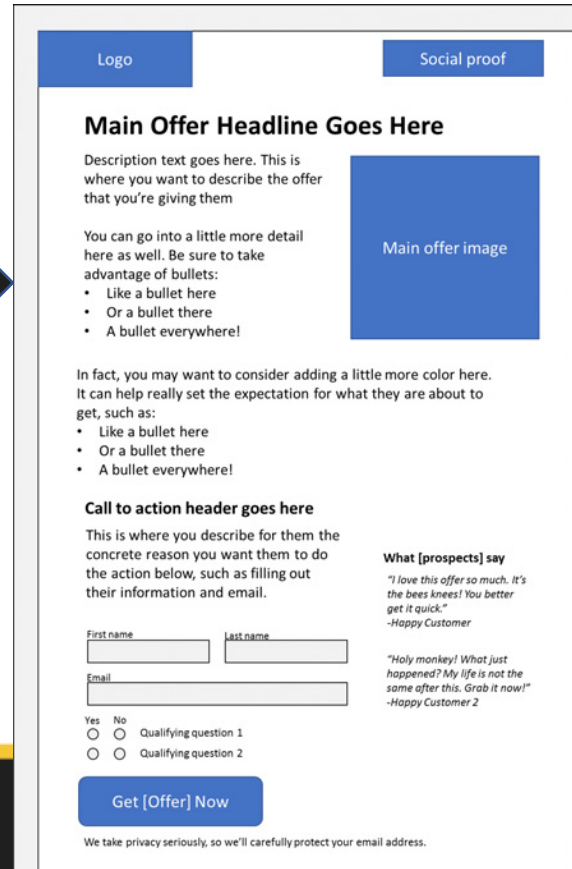 Logo
Social proof
Main Offer Headline Goes Here
Description text goes here. This is
where you want to describe the offer
that you’re giving them
You can go into a little more detail
here as well. Be sure to take
advantage of bullets:
• Like a bullet here
• Or a bullet there
• A bullet everywhere!
Main offer image
In fact, you may want to consider adding a little more color here.
It can help really set the expectation for what they are about to
get, such as:
• Like a bullet here
• Or a bullet there
• A bullet everywhere!
Call to action header goes here
This is where you describe for them the
concrete reason you want them to do
the action below, such as filling out
their information and email.
First name
Last name
Email
Yes No
Qualifying question 1
Qualifying question 2
What [prospects] say
“I love this offer so much. It’s
the bees knees! You better
get it quick.”
-Happy Customer
“Holy monkey! What just
happened? My life is not the
same after this. Grab it now!”
-Happy Customer 2
Get [Offer] Now
We take privacy seriously, so we’ll carefully protect your email address.